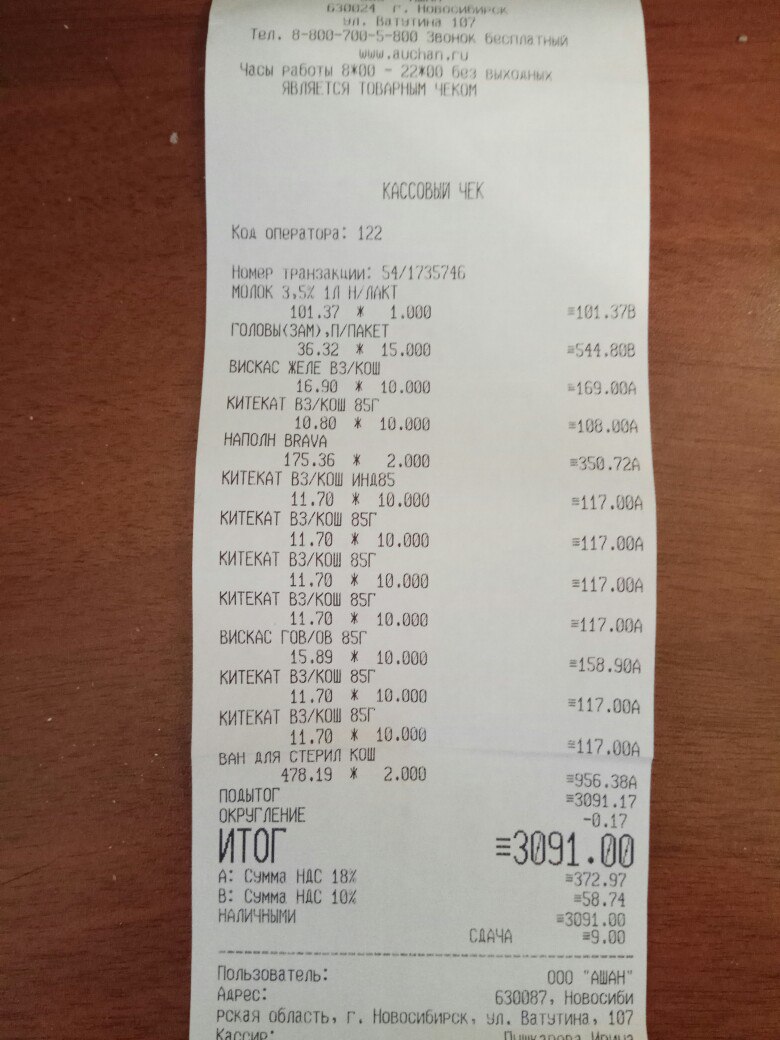 630024 г. Новосибирск
ул. Ватутина 107
Тел. 8-800-700-5-800 Звонок бесплатный
www.auchan.ru
Часы работы 8*00 - 22*00 без выходных
ЯВЛЯЕТСЯ ТОВАРНЫМ ЧЕКОМ
КАССОВЫЙ ЧЕК
Код оператора: 122
Номер транзакции: 54/1735746
МОЛОК 3,5% 1Л Н/ЛАКТ
101.37 * 1.000 ≡101.37В
ГОЛОВЫ(ЗАМ),П/ПАКЕТ
36.32 * 15.000 ≡544.80В
ВИСКАС ЖЕЛЕ ВЗ/КОШ
16.90 * 10.000 ≡169.00А
КИТЕКАТ ВЗ/КОШ 85Г
10.80 * 10.000 ≡108.00А
НАПОЛН BRAVA
175.36 * 2.000 ≡350.72А
КИТЕКАТ ВЗ/КОШ ИНД85
11.70 * 10.000 ≡117.00А
КИТЕКАТ ВЗ/КОШ 85Г
11.70 * 10.000 ≡117.00А
КИТЕКАТ ВЗ/КОШ 85Г
11.70 * 10.000 ≡117.00А
КИТЕКАТ ВЗ/КОШ 85Г
11.70 * 10.000 ≡117.00А
ВИСКАС ГОВ/ОВ 85Г
15.89 * 10.000 ≡158.90А
КИТЕКАТ ВЗ/КОШ 85Г
11.70 * 10.000 ≡117.00А
КИТЕКАТ ВЗ/КОШ 85Г
11.70 * 10.000 ≡117.00А
ВАН ДЛЯ СТЕРИЛ КОШ
478.19 * 2.000 ≡956.38А
ПОДЫТОГ ≡3091.17
ОКРУГЛЕНИЕ -0.17
ИТОГ ≡3091.00
А: Сумма НДС 18% ≡372.97
В: Сумма НДС 10% ≡58.74
НАЛИЧНЫМИ ≡3091.00
СДАЧА ≡9.00
Пользователь: ООО "АШАН"
Адрес: 630087, Новосиби
рская область, г. Новосибирск, ул. Ватутина, 107
Кассир: Пушкарева Ирина